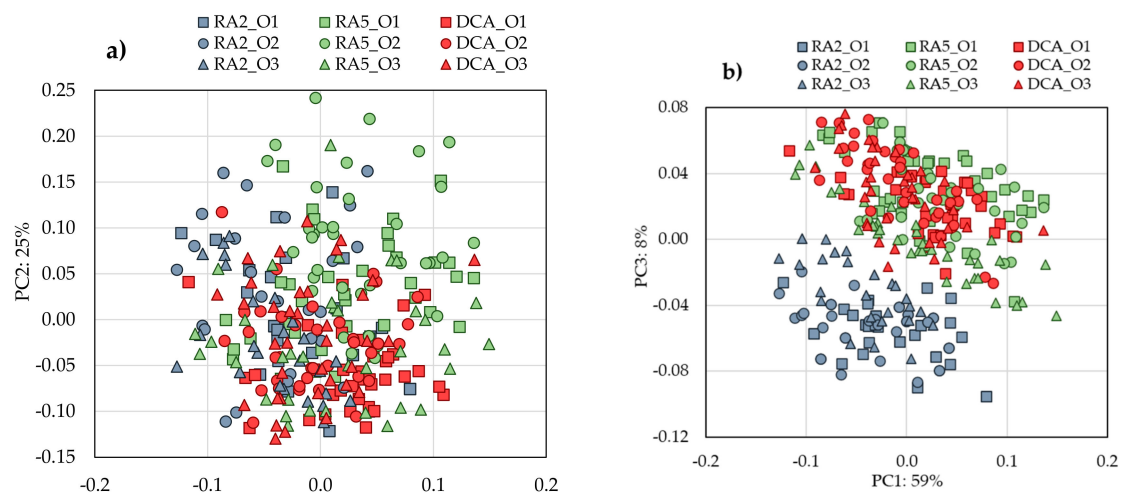 a)
RA2_O1 RA5_O1 DCA_O1
RA2_O2 RA5_O2 DCA_O2
RA2_O3 RA5_O3 DCA_O3
PC2: 25%
0.25
0.20
0.15
0.10
0.05
0.00
-0.05
-0.10
-0.15
-0.2 -0.1 0.0 0.1 0.2
b)
RA2_O1 RA5_O1 DCA_O1
RA2_O2 RA5_O2 DCA_O2
RA2_O3 RA5_O3 DCA_O3
PC3: 8%
0.08
0.04
0.00
-0.04
-0.08
-0.12
-0.2 -0.1 0.0 0.1 0.2
PC1: 59%